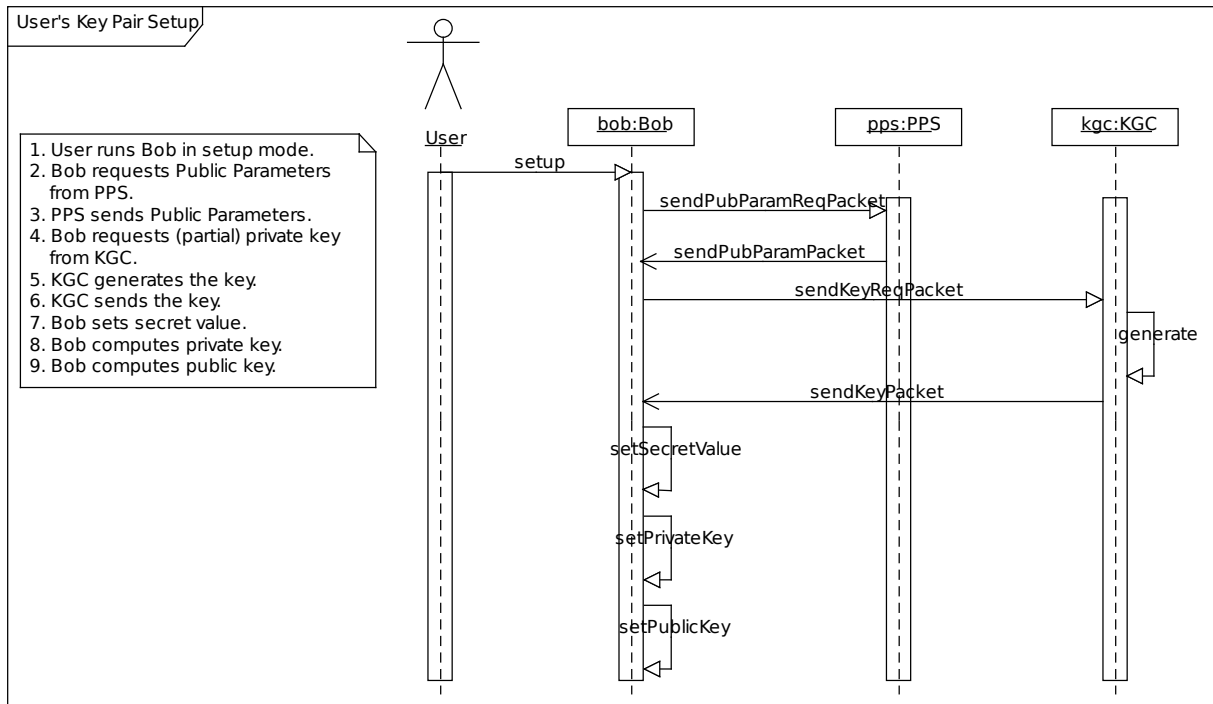 User's Key Pair Setup
User
bob:Bob
pps:PPS
kgc:KGC
1. User runs Bob in setup mode.
2. Bob requests Public Parameters
from PPS.
3. PPS sends Public Parameters.
4. Bob requests (partial) private key
from KGC.
5. KGC generates the key.
6. KGC sends the key.
7. Bob sets secret value.
8. Bob computes private key.
9. Bob computes public key.
setup
sendPubParamReqPacket
sendPubParamPacket
sendKeyReqPacket
generate
sendKeyPacket
setSecretValue
setPrivateKey
setPublicKey